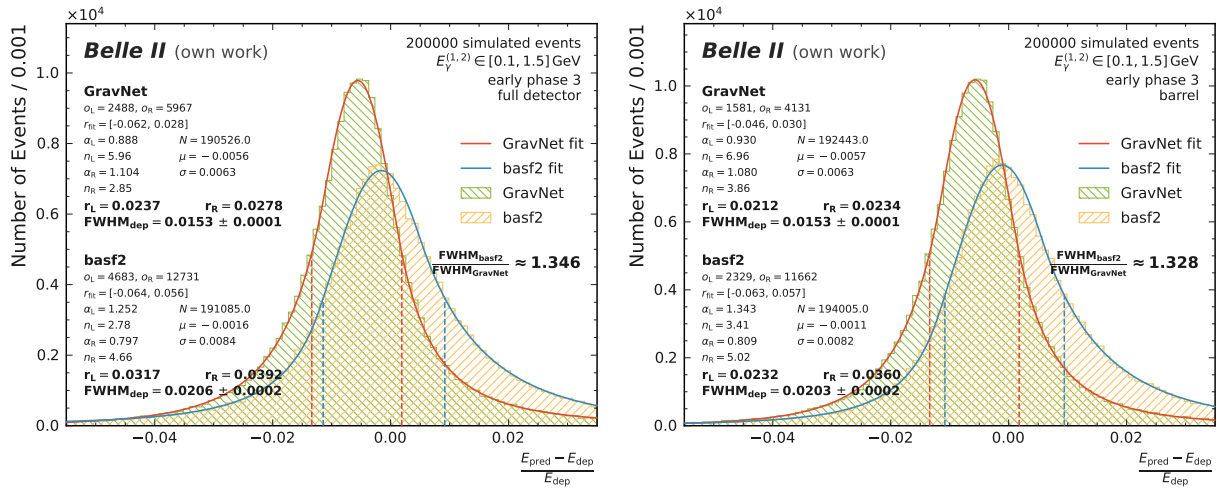 ×10⁴
Belle II (own work)
200000 simulated events
E_γ^(1,2) ∈ [0.1, 1.5] GeV
early phase 3
full detector
GravNet
o_L = 2488, o_R = 5967
r_fit = [-0.062, 0.028]
α_L = 0.888 N = 190526.0
n_L = 5.96 μ = −0.0056
α_R = 1.104 σ = 0.0063
n_R = 2.85
r_L = 0.0237 r_R = 0.0278
FWHM_dep = 0.0153 ± 0.0001
GravNet fit
basf2 fit
GravNet
basf2
FWHM_basf2
FWHM_GravNet
≈ 1.346
basf2
o_L = 4683, o_R = 12731
r_fit = [-0.064, 0.056]
α_L = 1.252 N = 191085.0
n_L = 2.78 μ = −0.0016
α_R = 0.797 σ = 0.0084
n_R = 4.66
r_L = 0.0317 r_R = 0.0392
FWHM_dep = 0.0206 ± 0.0002
Number of Events / 0.001
1.0
0.8
0.6
0.4
0.2
0.0
−0.04 −0.02 0.00 0.02
E_pred − E_dep
E_dep
×10⁴
Belle II (own work)
200000 simulated events
E_γ^(1,2) ∈ [0.1, 1.5] GeV
early phase 3
barrel
GravNet
o_L = 1581, o_R = 4131
r_fit = [-0.046, 0.030]
α_L = 0.930 N = 192443.0
n_L = 6.96 μ = −0.0057
α_R = 1.080 σ = 0.0063
n_R = 3.86
r_L = 0.0212 r_R = 0.0234
FWHM_dep = 0.0153 ± 0.0001
GravNet fit
basf2 fit
GravNet
basf2
FWHM_basf2
FWHM_GravNet
≈ 1.328
basf2
o_L = 2329, o_R = 11662
r_fit = [-0.063, 0.057]
α_L = 1.343 N = 194005.0
n_L = 3.41 μ = −0.0011
α_R = 0.809 σ = 0.0082
n_R = 5.02
r_L = 0.0232 r_R = 0.0360
FWHM_dep = 0.0203 ± 0.0002
Number of Events / 0.001
1.0
0.8
0.6
0.4
0.2
0.0
−0.04 −0.02 0.00 0.02
E_pred − E_dep
E_dep